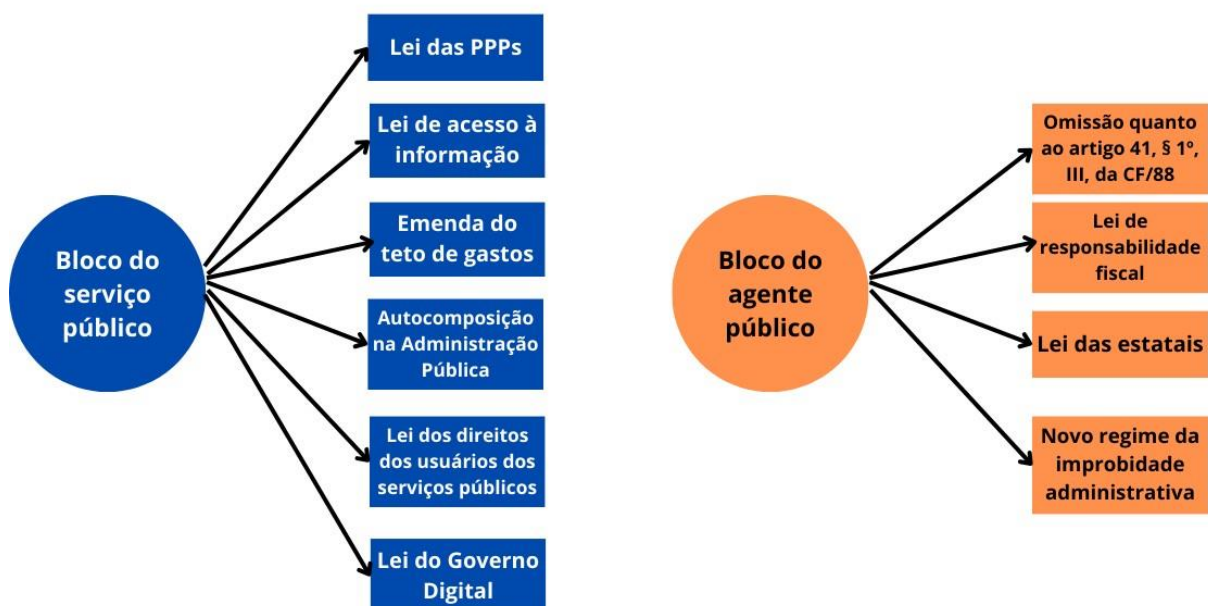 Bloco do
serviço
público
Lei das PPPs
Lei de acesso à
informação
Emenda do
teto de gastos
Autocomposição
na Administração
Pública
Lei dos direitos
dos usuários dos
serviços públicos
Lei do Governo
Digital
Bloco do
agente
público
Omissão quanto
ao artigo 41, § 1º,
III, da CF/88
Lei de
responsabilidade
fiscal
Lei das estatais
Novo regime da
improbidade
administrativa